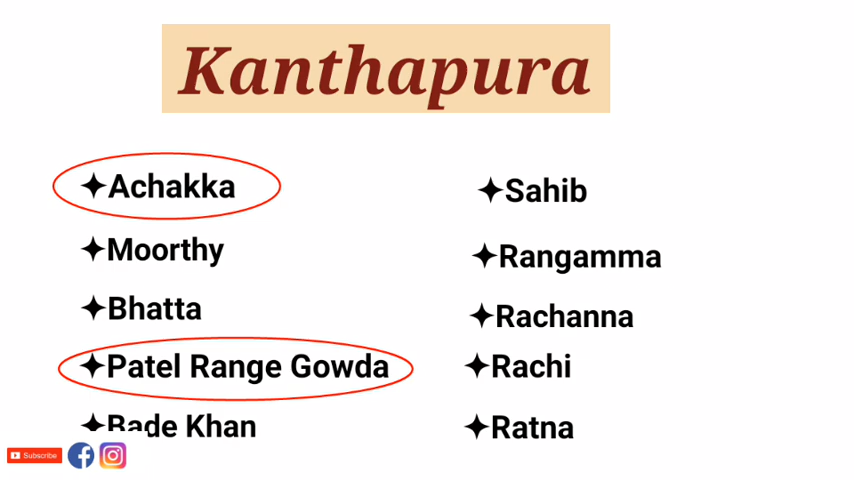 Kanthapura
✦Achakka
✦Moorthy
✦Bhatta
✦Patel Range Gowda
✦Bade Khan
✦Sahib
✦Rangamma
✦Rachanna
✦Rachi
✦Ratna
Subscribe